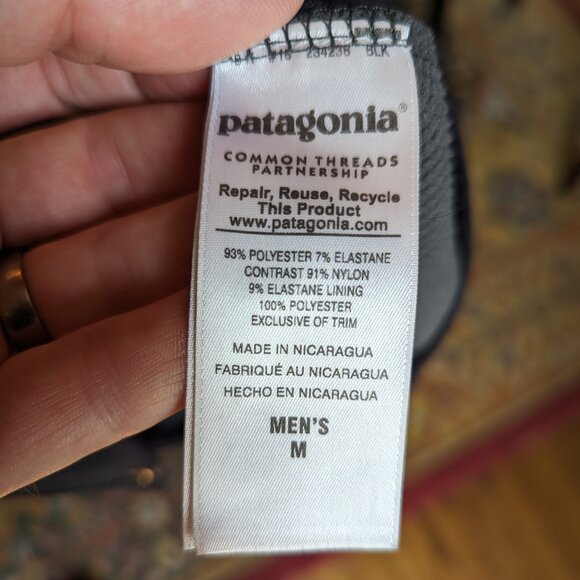 BLK
patagonia®
COMMON THREADS
PARTNERSHIP
Repair, Reuse, Recycle
This Product
www.patagonia.com
93% POLYESTER 7% ELASTANE
CONTRAST 91% NYLON
9% ELASTANE LINING
100% POLYESTER
EXCLUSIVE OF TRIM
MADE IN NICARAGUA
FABRIQUÉ AU NICARAGUA
HECHO EN NICARAGUA
MEN'S
M